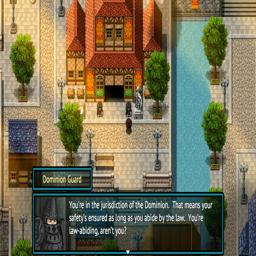 Dominion Guard
You're in the jurisdiction of the Dominion.  That means your
safety's ensured as long as you abide by the law.  You're
law-abiding, aren't you?